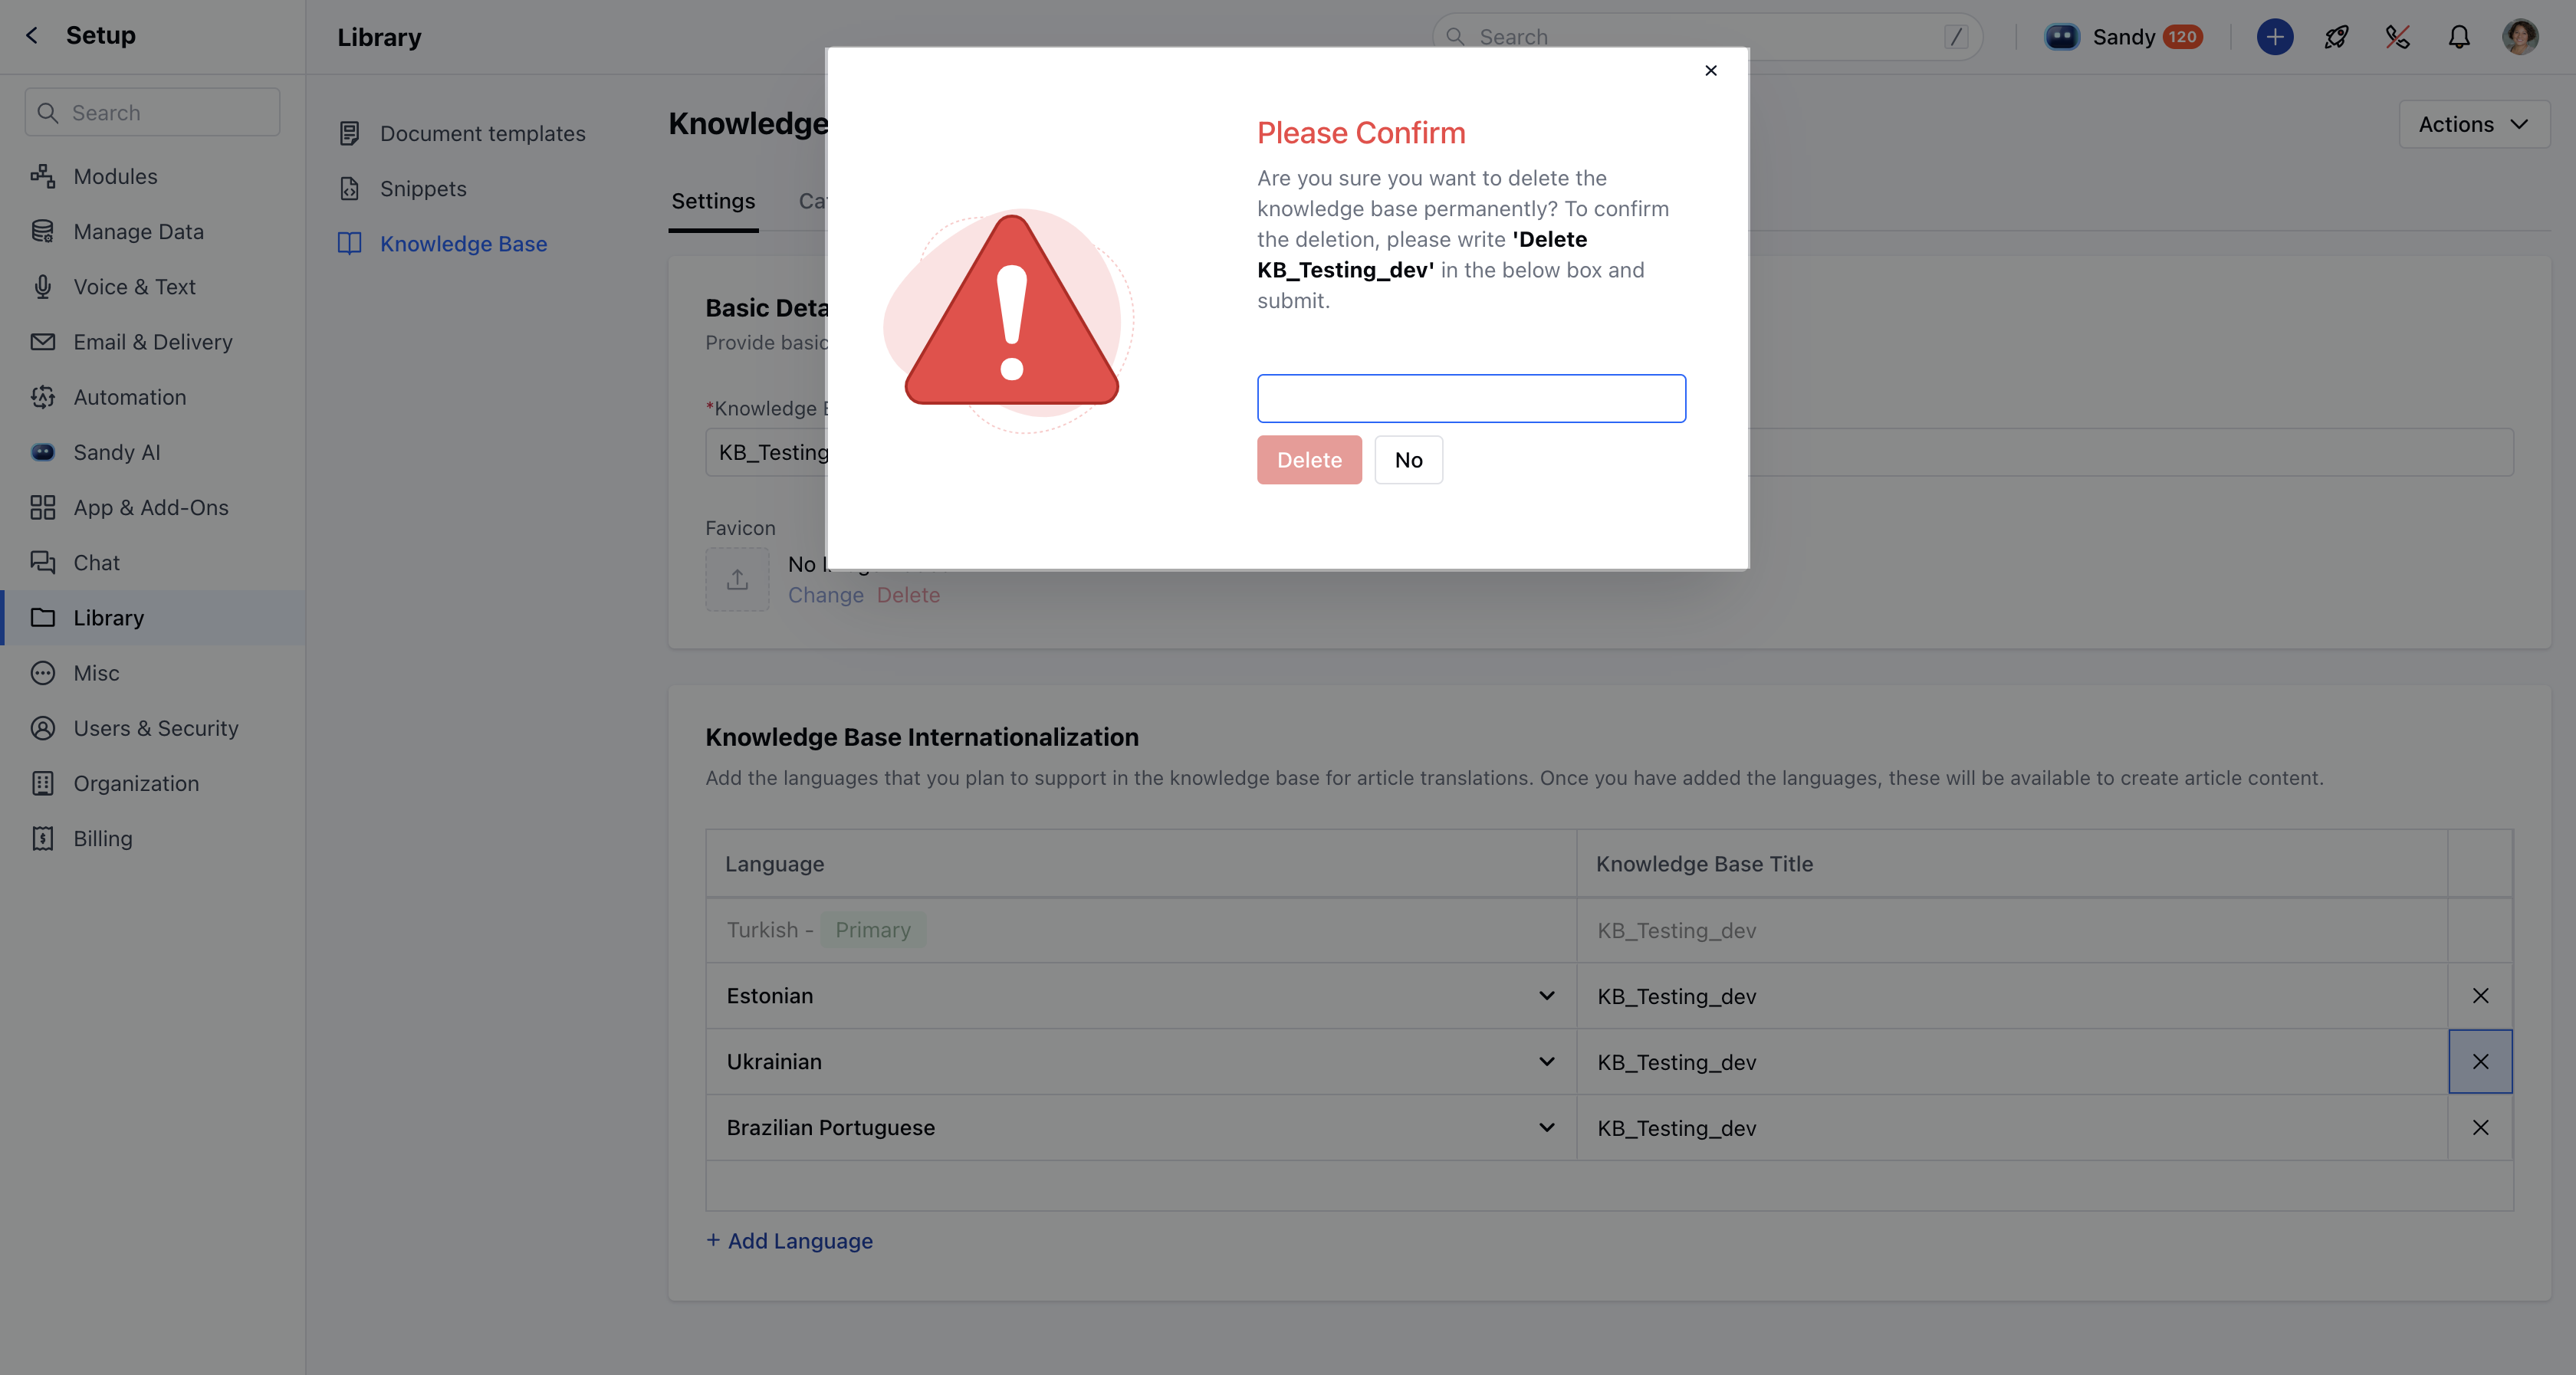 Setup
Library
Search
/
Sandy 120
Search
Modules
Manage Data
Voice & Text
Email & Delivery
Automation
Sandy AI
App & Add-Ons
Chat
Library
Misc
Users & Security
Organization
Billing
Document templates
Snippets
Knowledge Base
Knowledge
Actions
Settings
Please Confirm
Are you sure you want to delete the
knowledge base permanently? To confirm
the deletion, please write 'Delete
KB_Testing_dev' in the below box and
submit.
Delete No
Basic
Provide
*Knowledge
KB_Testing
Favicon
No
Change Delete
Knowledge Base Internationalization
Add the languages that you plan to support in the knowledge base for article translations. Once you have added the languages, these will be available to create article content.
Language Knowledge Base Title
Turkish - Primary KB_Testing_dev
Estonian KB_Testing_dev
Ukrainian KB_Testing_dev
Brazilian Portuguese KB_Testing_dev
+ Add Language